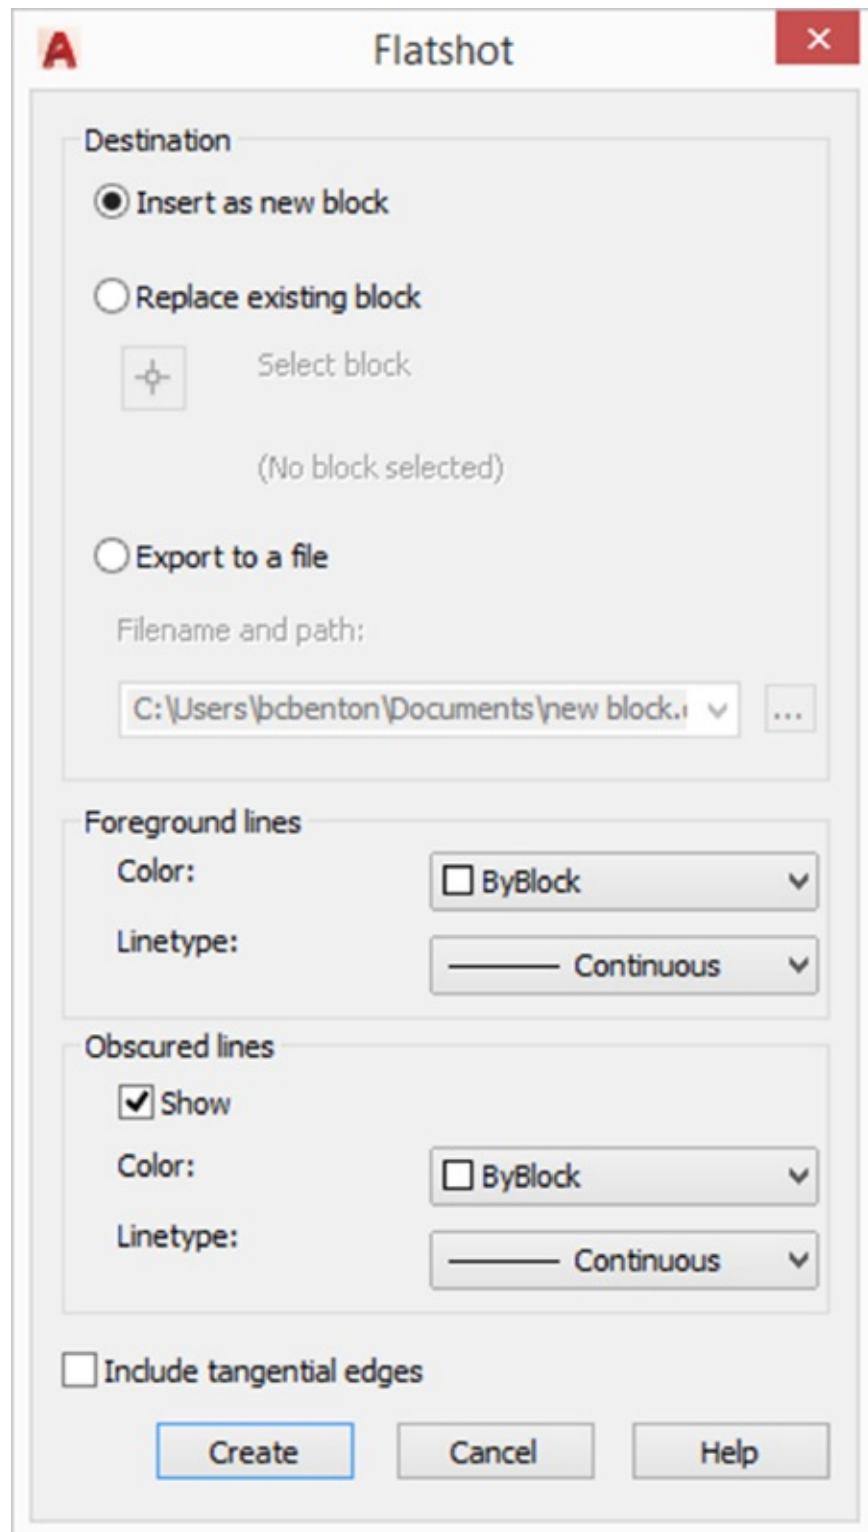 Flatshot
Destination
Insert as new block
Replace existing block
Select block
(No block selected)
Export to a file
Filename and path:
C:\Users\bcbenton\Documents\new block.
...
Foreground lines
Color:
ByBlock
Linetype:
Continuous
Obscured lines
Show
Color:
ByBlock
Linetype:
Continuous
Include tangential edges
Create
Cancel
Help